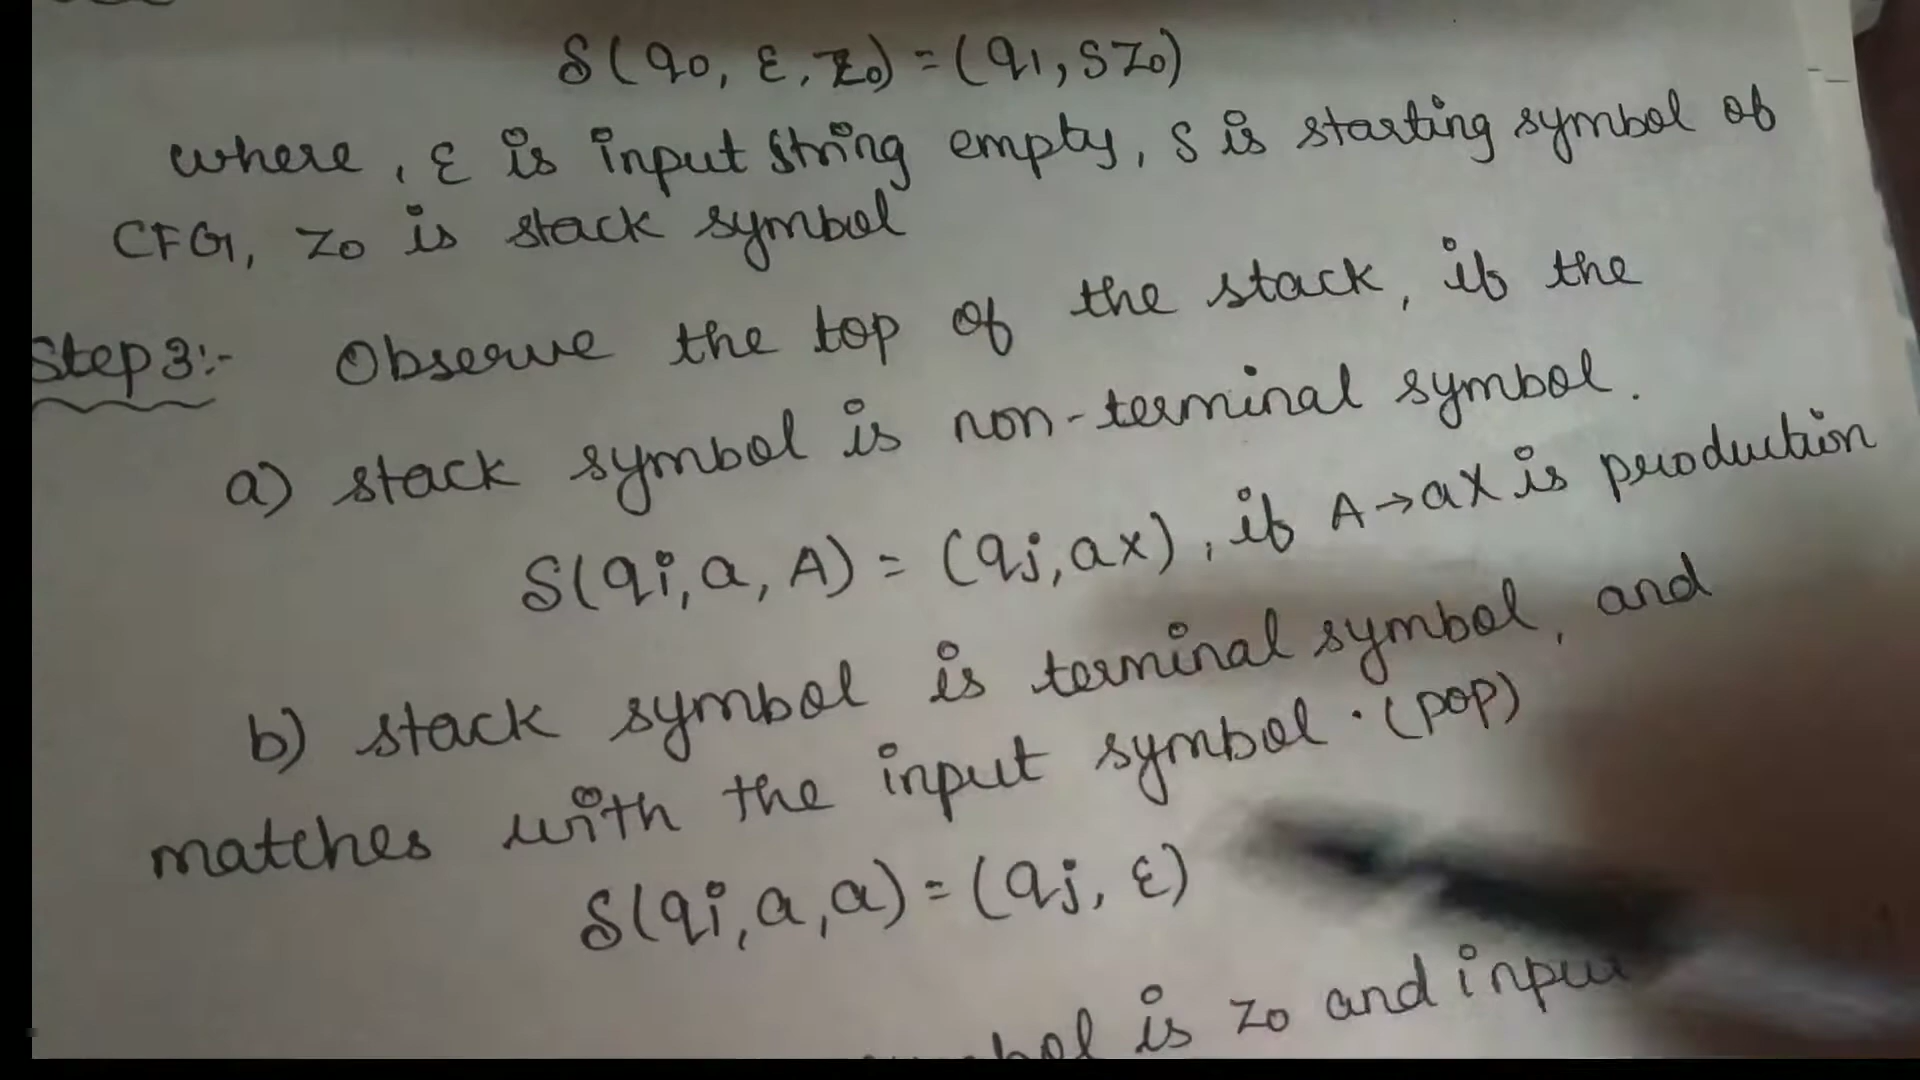 δ(q0, ε, z0) = (q1, Sz0)
where, ε is input string empty, S is starting symbol of
CFG, z0 is stack symbol
Step 3:- Observe the top of the stack, if the
a) stack symbol is non-terminal symbol.
δ(qi, a, A) = (qj, ax), if A→aX is production
b) stack symbol is terminal symbol, and
matches with the input symbol. (pop)
δ(qi, a, a) = (qj, ε)
is z0 and